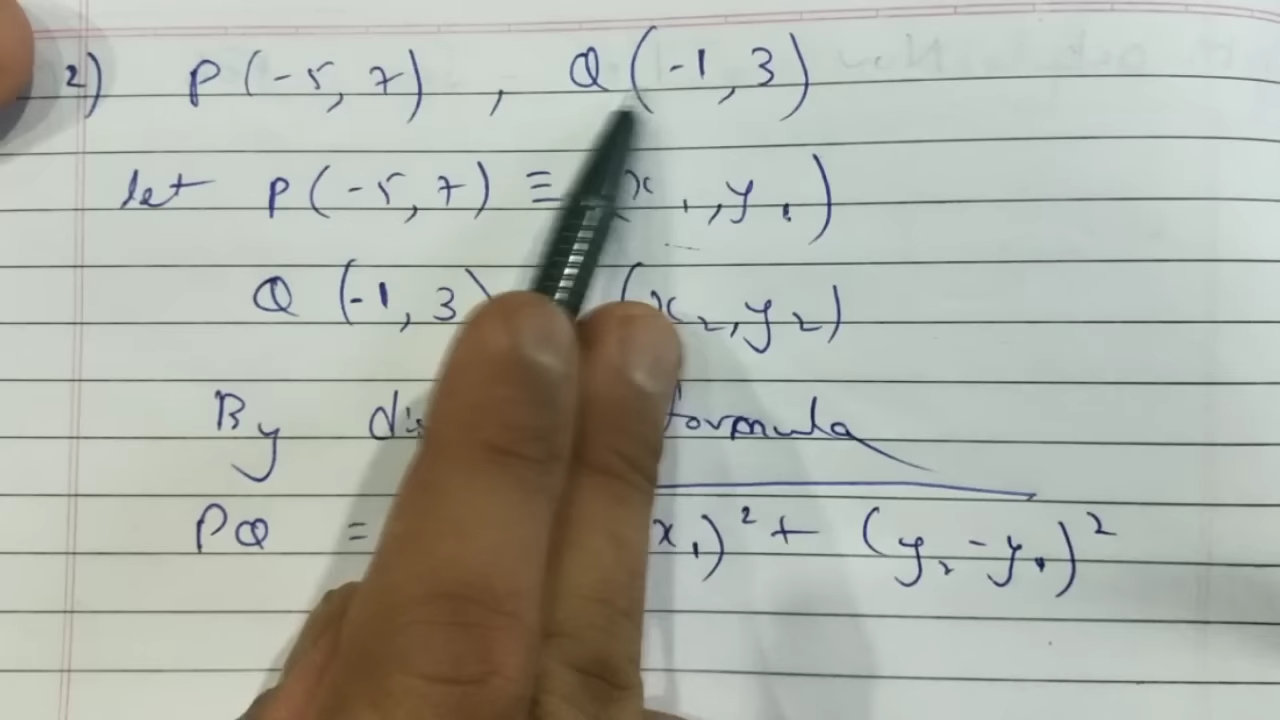 2) P(-5, 7) , Q(-1, 3)
let P(-5, 7) ≡ (x₁, y₁)
Q (-1, 3) (x₂, y₂)
By formula
PQ = x₁)² + (y₂ - y₁)²